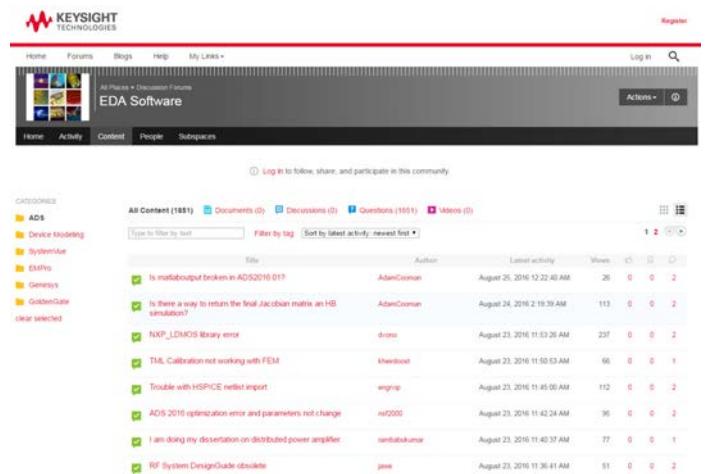 KEYSIGHT
TECHNOLOGIES
Register
Home Forums Blogs Help My Links
Log in
All Places • Discussion Forums
EDA Software
Actions
Home Activity Content People Subspaces
Log in to follow, share, and participate in this community.
CATEGORIES
ADS
Device Modeling
SystemVue
EMPro
Genesys
GoldenGate
clear selected
All Content (1651) Documents (0) Discussions (0) Questions (1651) Videos (0)
Type to filter by text Filter by tag Sort by latest activity: newest first 1 2
Title Author Latest activity Views
Is matlaboutput broken in ADS2016.01? AdamCooman August 25, 2016 12:22:40 AM 26 0 0 2
Is there a way to return the final Jacobian matrix an HB
simulation? AdamCooman August 24, 2016 2:19:39 AM 113 0 0 2
NXP_LDMOS library error August 23, 2016 11:53:26 AM 237 0 0 2
TML Calibration not working with FEM kheirdoost August 23, 2016 11:50:53 AM 66 0 0 1
Trouble with HSPICE netlist import August 23, 2016 11:45:00 AM 112 0 0 2
ADS 2016 optimization error and parameters not change nsf2000 August 23, 2016 11:42:24 AM 96 0 0 2
I am doing my dissertation on distributed power amplifier. rambabukumar August 23, 2016 11:40:37 AM 77 0 0 1
RF System DesignGuide obsolete August 23, 2016 11:36:41 AM 51 0 0 2